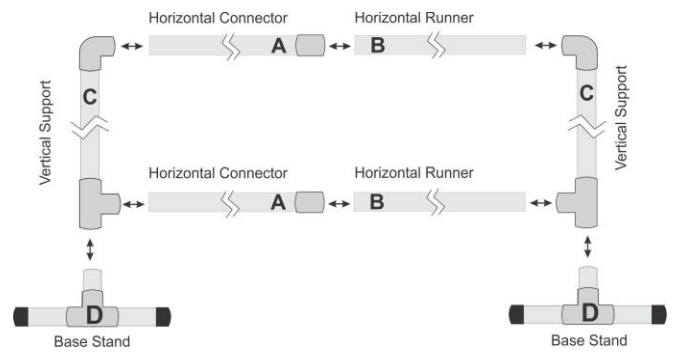 Horizontal Connector Horizontal Runner
A B
C C
Vertical Support Vertical Support
Horizontal Connector Horizontal Runner
A B
D D
Base Stand Base Stand